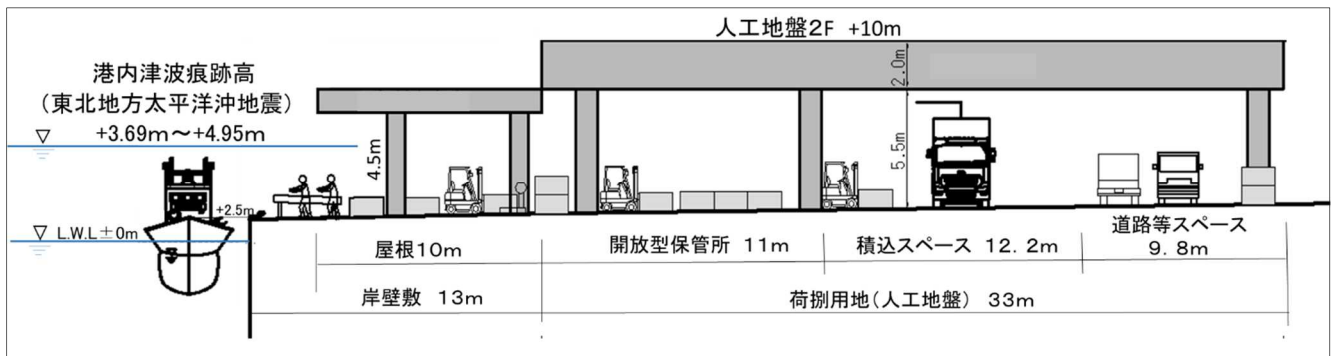 人工地盤2F +10m
港内津波痕跡高
（東北地方太平洋沖地震）
+3.69m～+4.95m
2.0m
4.5m
5.5m
+2.5m
L.W.L±0m
屋根10m
開放型保管所 11m
積込スペース 12.2m
道路等スペース
9.8m
岸壁敷 13m
荷捌用地(人工地盤) 33m